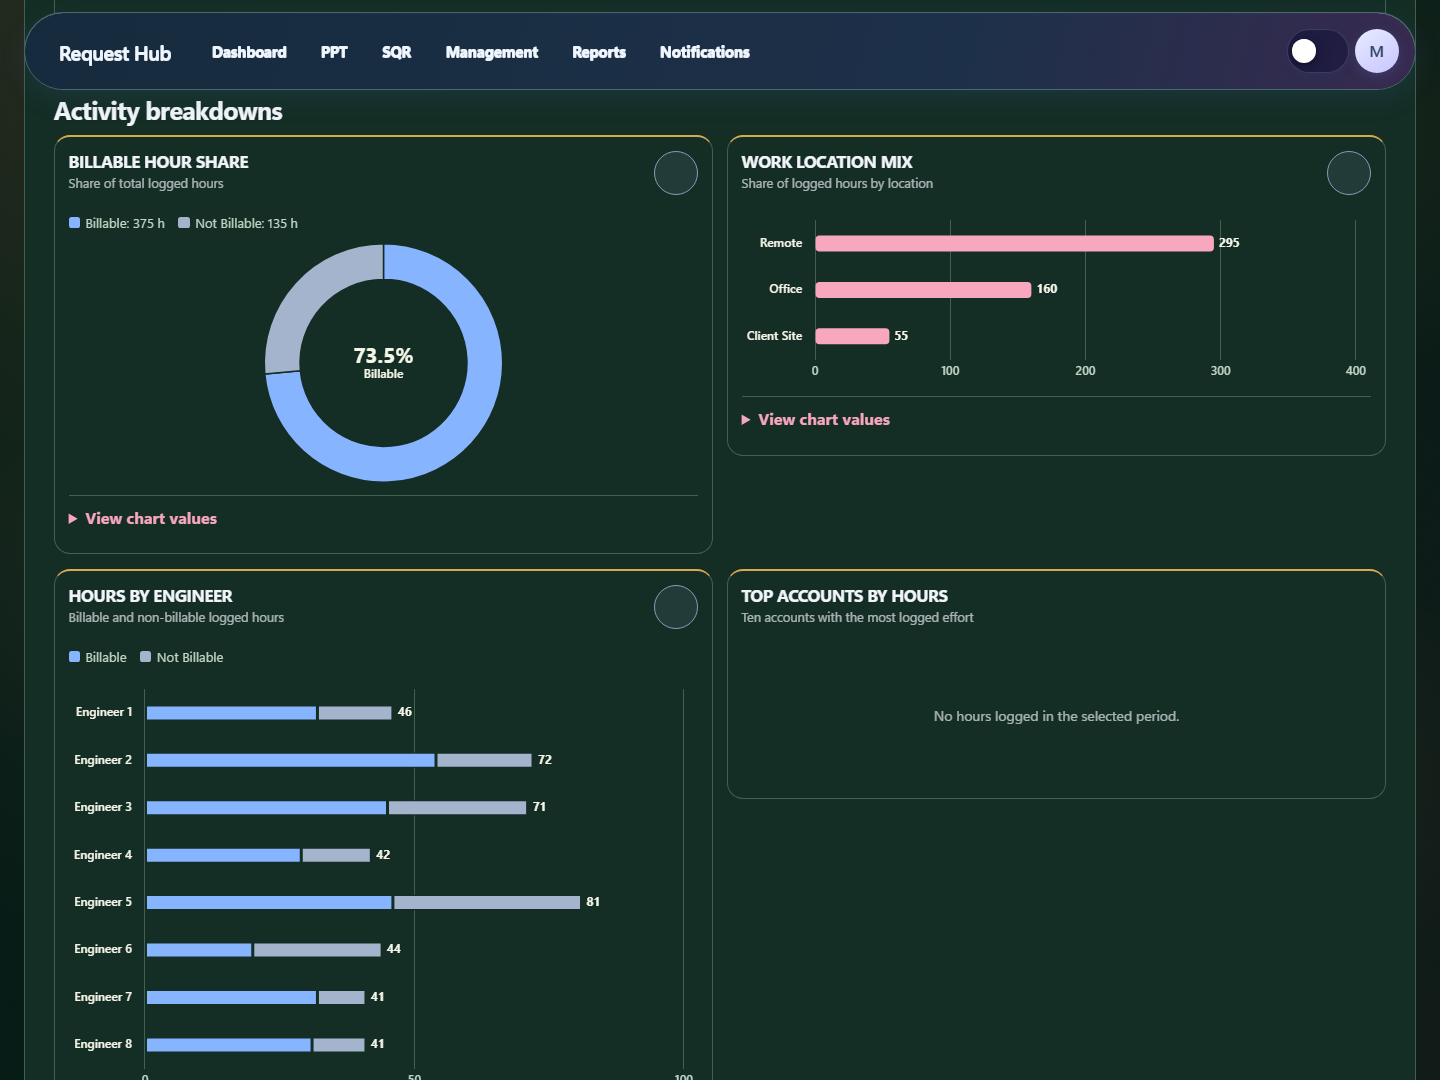 Request Hub
Dashboard
PPT
SQR
Management
Reports
Notifications
M
Activity breakdowns
BILLABLE HOUR SHARE
Share of total logged hours
Billable: 375 h
Not Billable: 135 h
73.5%
Billable
View chart values
WORK LOCATION MIX
Share of logged hours by location
Remote
295
Office
160
Client Site
55
0
100
200
300
400
View chart values
HOURS BY ENGINEER
Billable and non-billable logged hours
Billable
Not Billable
Engineer 1
46
Engineer 2
72
Engineer 3
71
Engineer 4
42
Engineer 5
81
Engineer 6
44
Engineer 7
41
Engineer 8
41
0
50
100
TOP ACCOUNTS BY HOURS
Ten accounts with the most logged effort
No hours logged in the selected period.